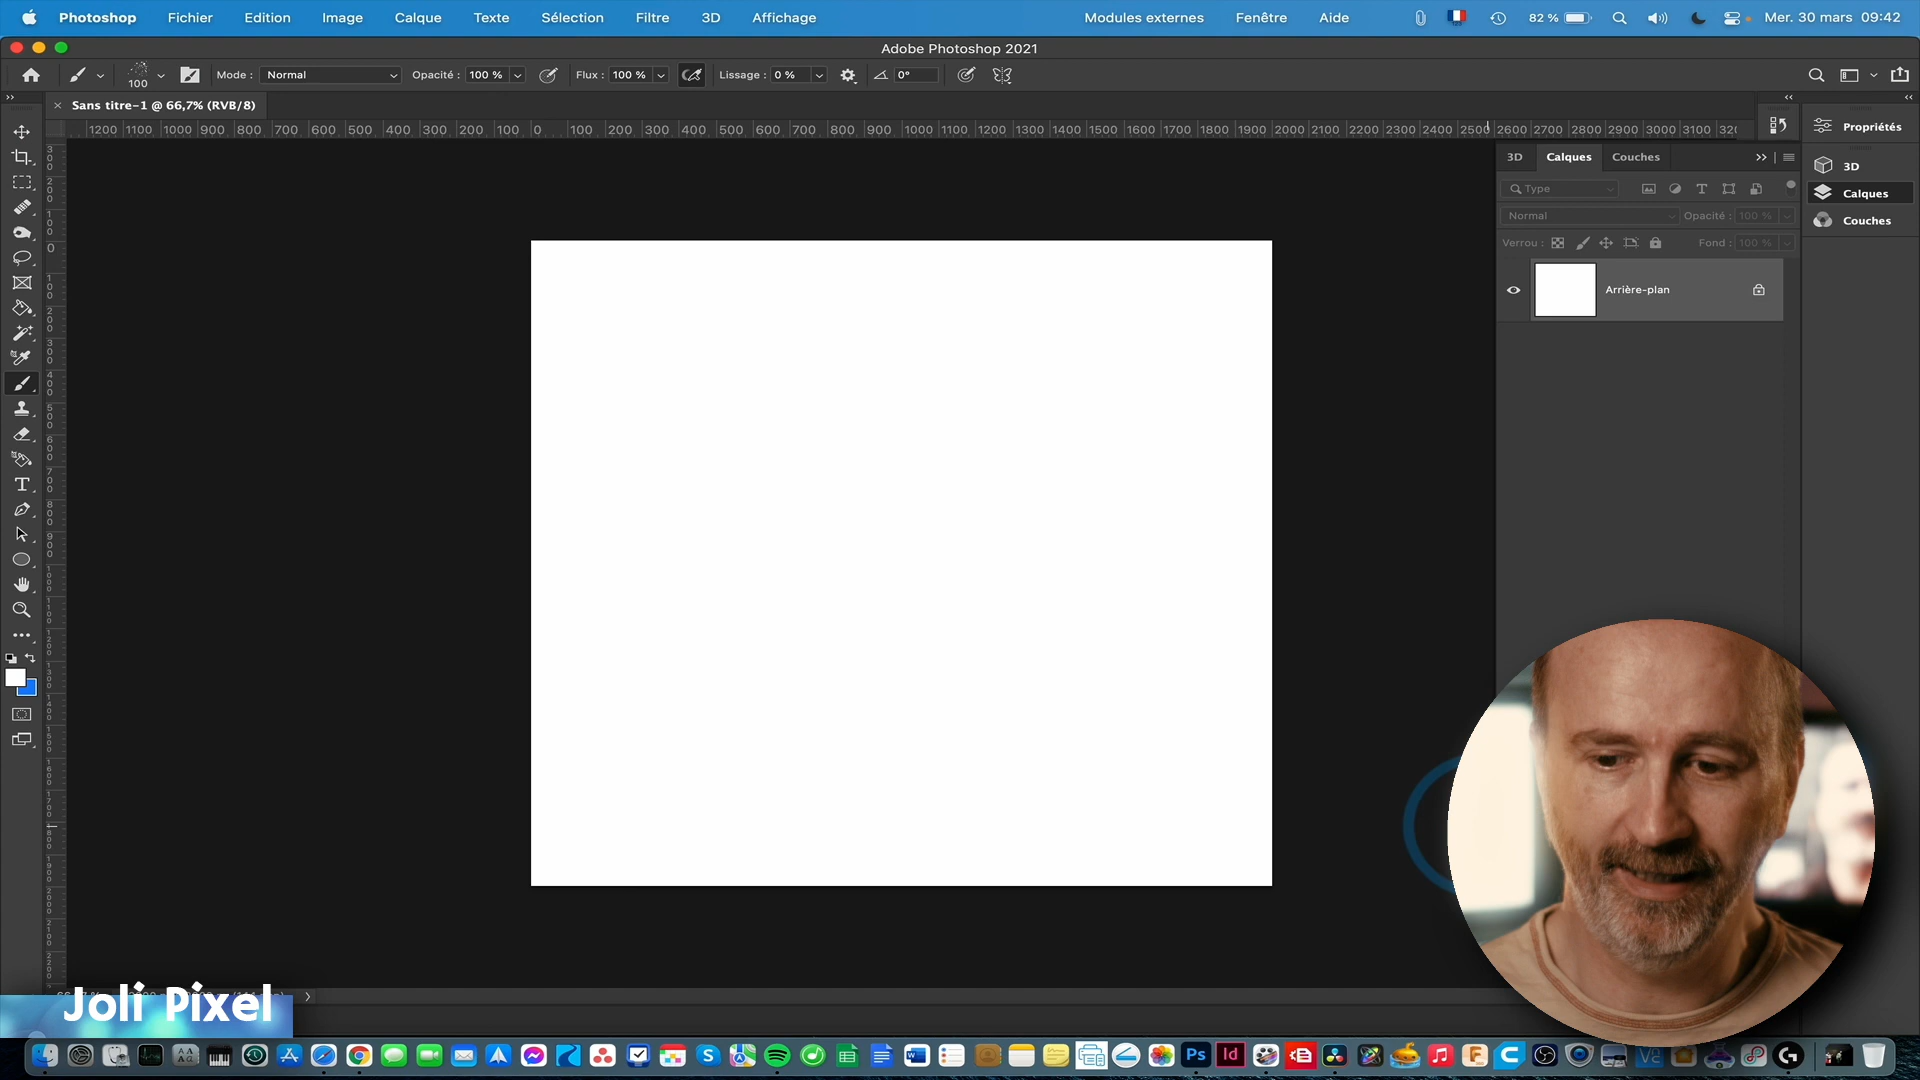 Photoshop Fichier Edition Image Calque Texte Sélection Filtre 3D Affichage Modules externes Fenêtre Aide 82 % Mer. 30 mars 09:42
Adobe Photoshop 2021
100 Mode : Normal Opacité : 100 % Flux : 100 % Lissage : 0 % 0°
Sans titre-1 @ 66,7% (RVB/8)
1200 1100 1000 900 800 700 600 500 400 300 200 100 0 100 200 300 400 500 600 700 800 900 1000 1100 1200 1300 1400 1500 1600 1700 1800 1900 2000 2100 2200 2300 2400 2500 2600 2700 2800 2900 3000 3100
Propriétés
3D Calques Couches
3D
Type
Calques
Normal Opacité : 100 %
Couches
Verrou : Fond : 100 %
Arrière-plan
Joli Pixel